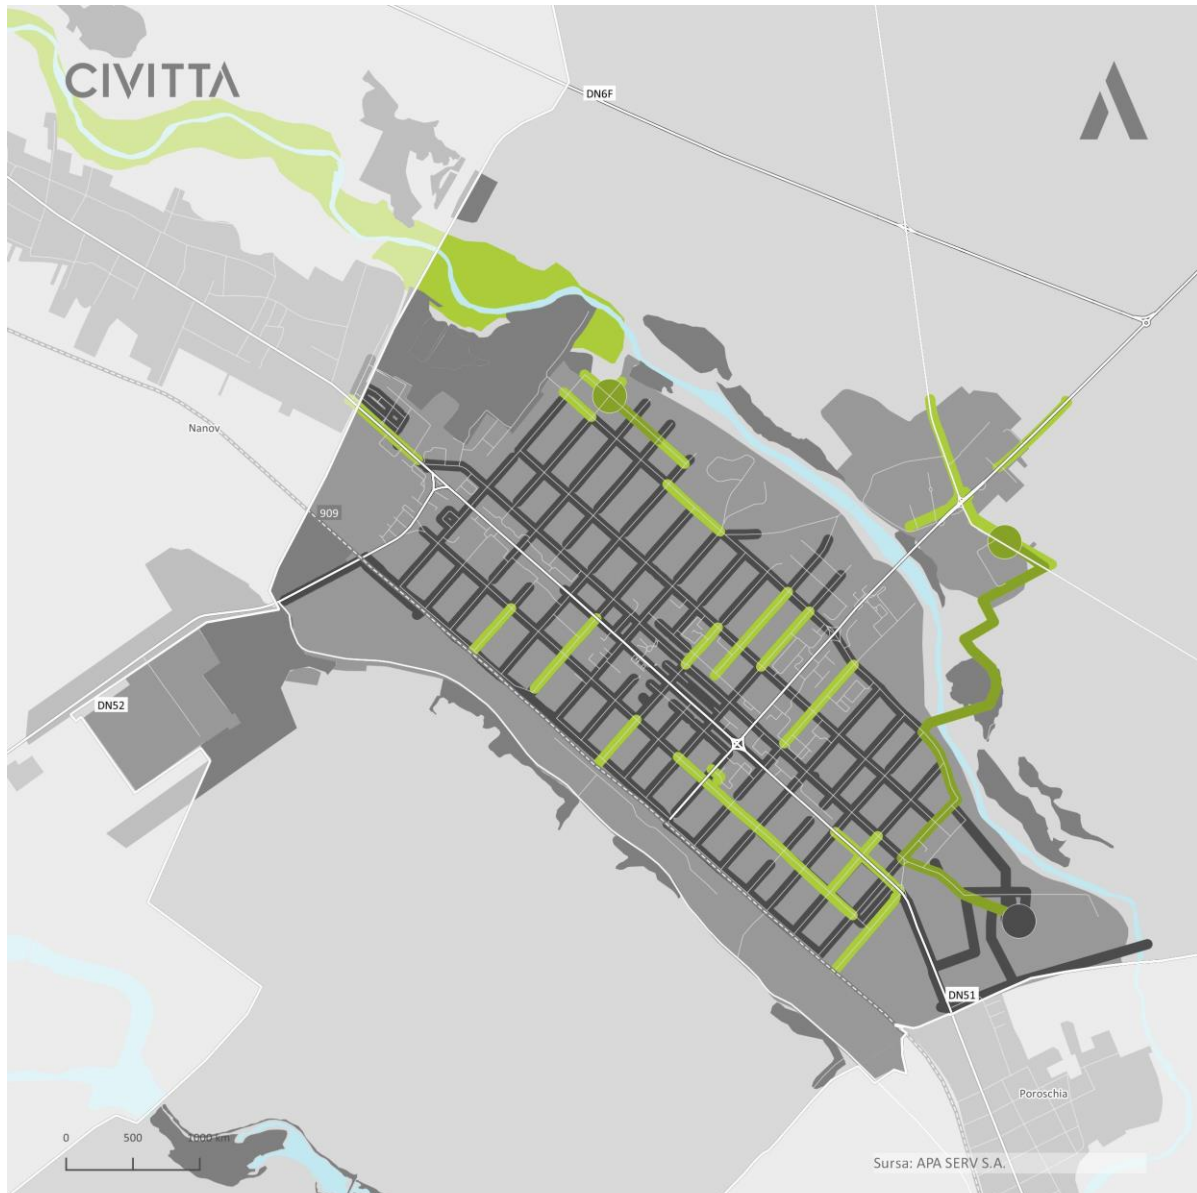 CIVITTA
DN6F
Nanov
909
DN52
DN51
Poroschia
0 500 1000 km
Sursa: APA SERV S.A.